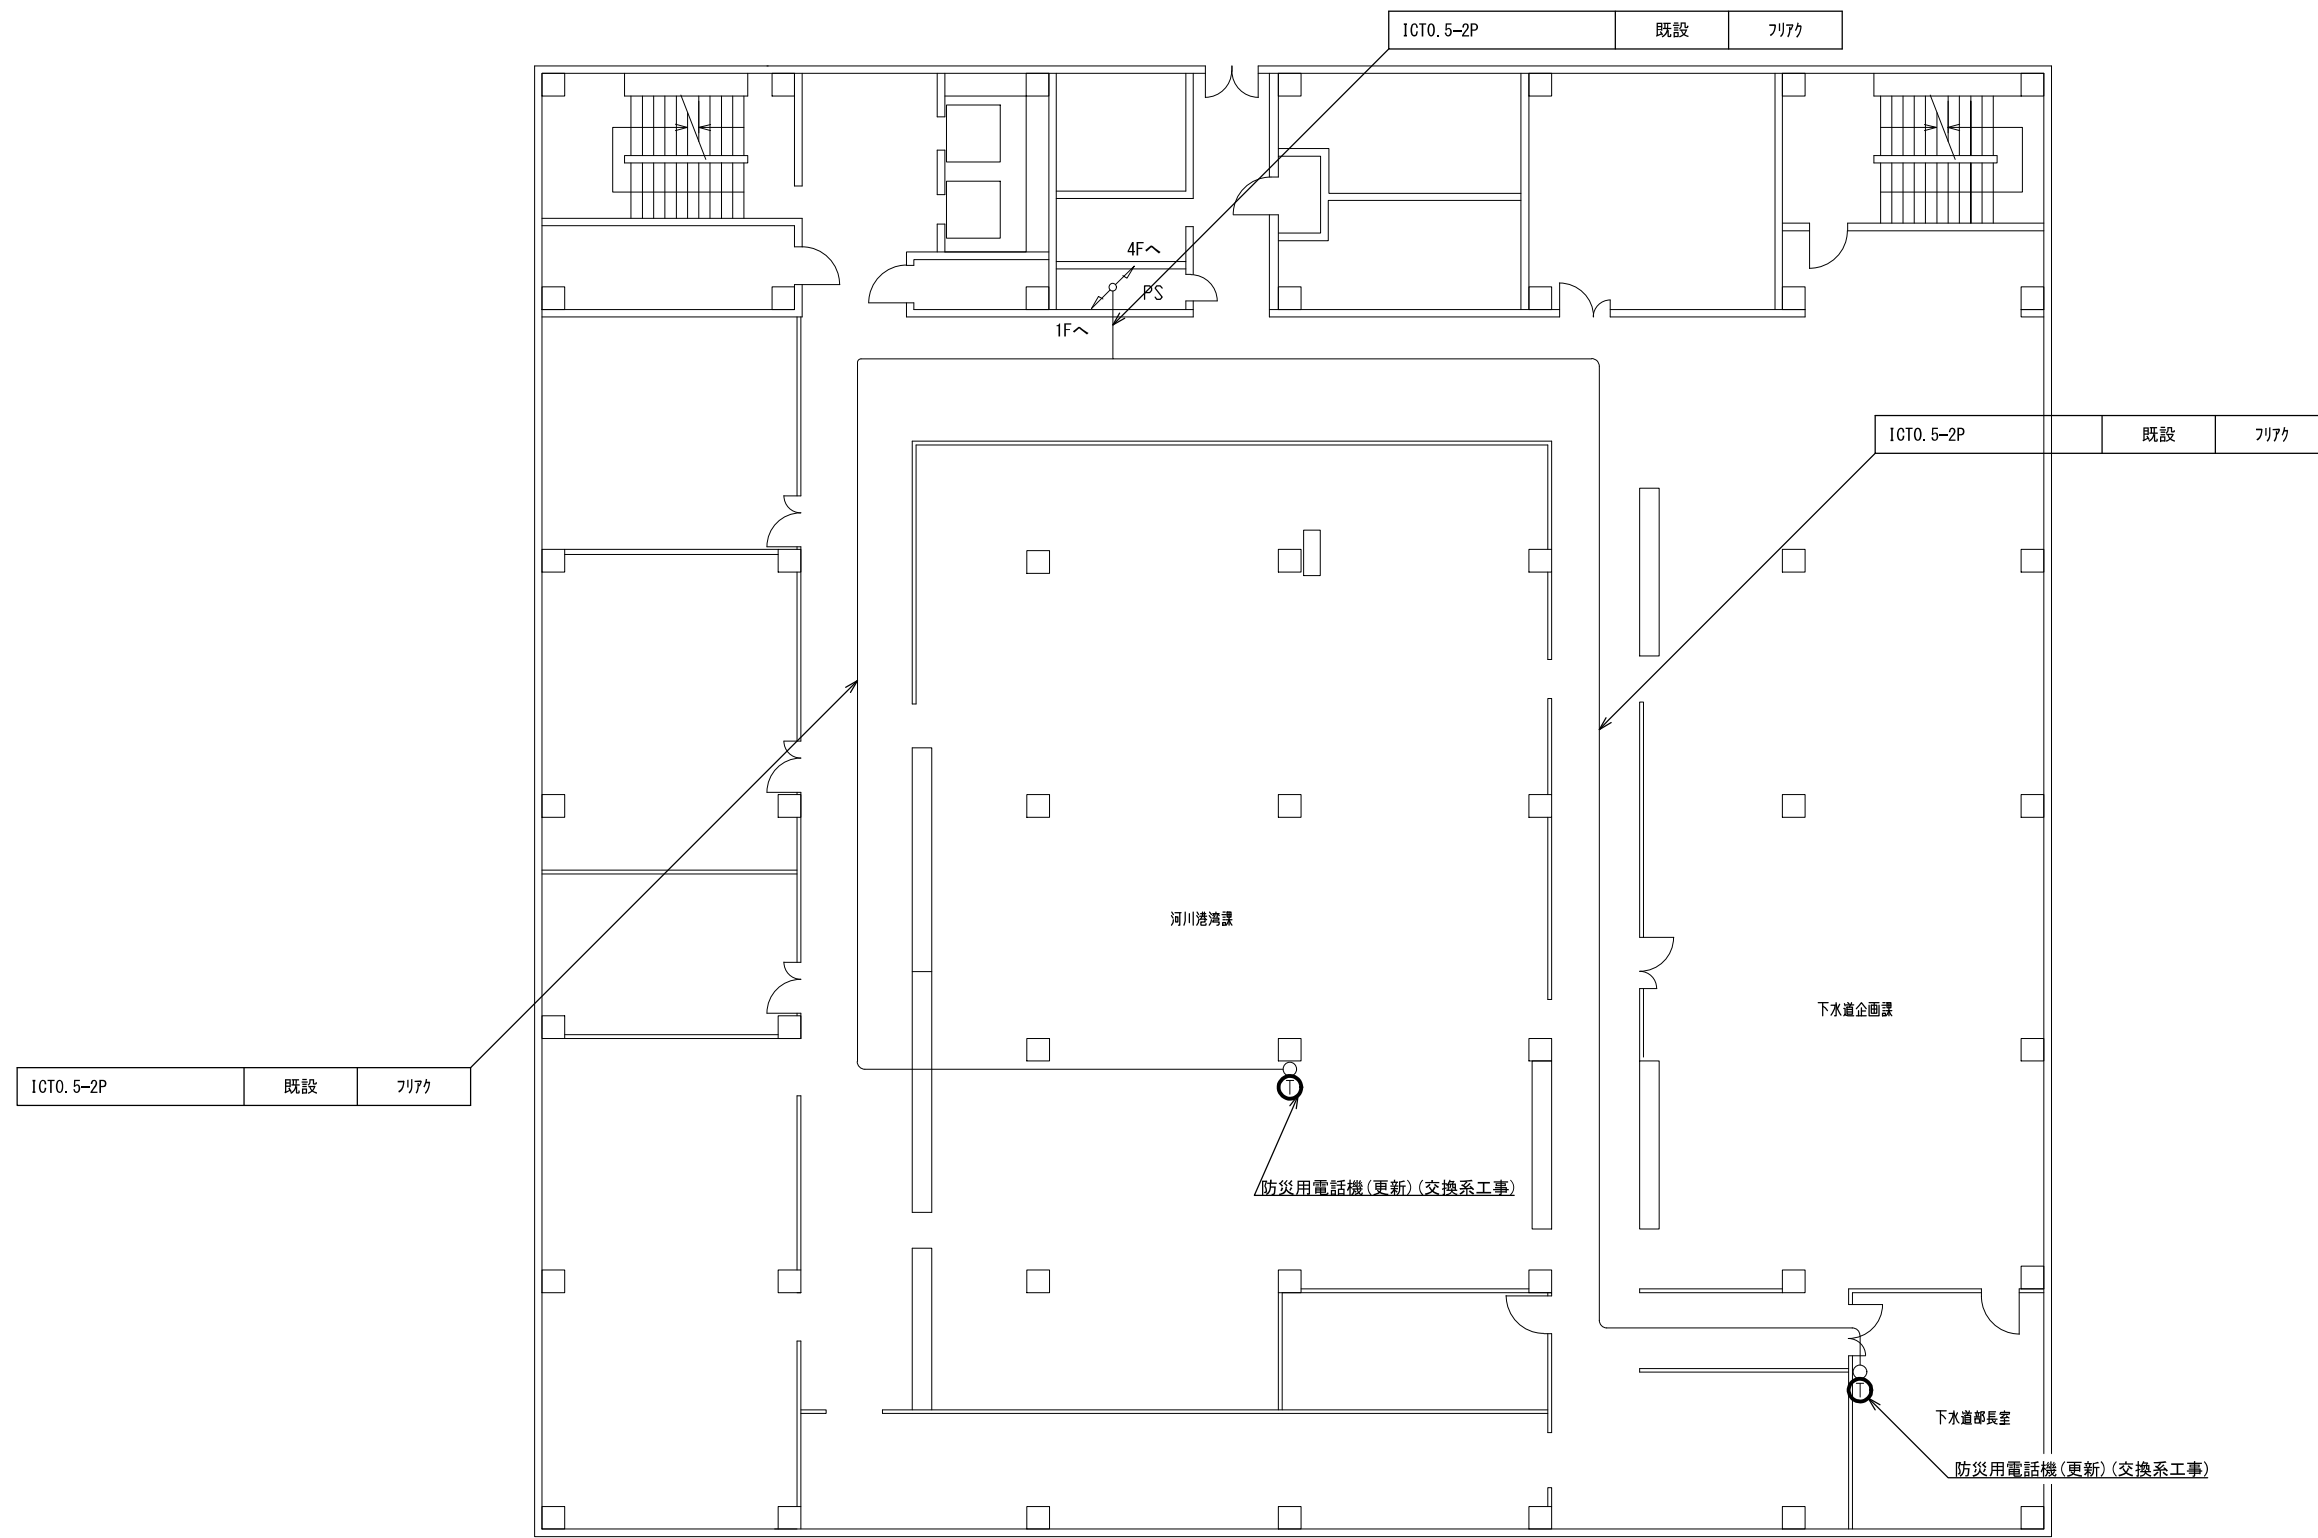 ICT0.5-2P 既設 フリアク
4Fへ
PS
1Fへ
ICT0.5-2P 既設 フリアク
河川港湾課
下水道企画課
ICT0.5-2P 既設 フリアク
T
防災用電話機(更新)(交換系工事)
T
下水道部長室
防災用電話機(更新)(交換系工事)